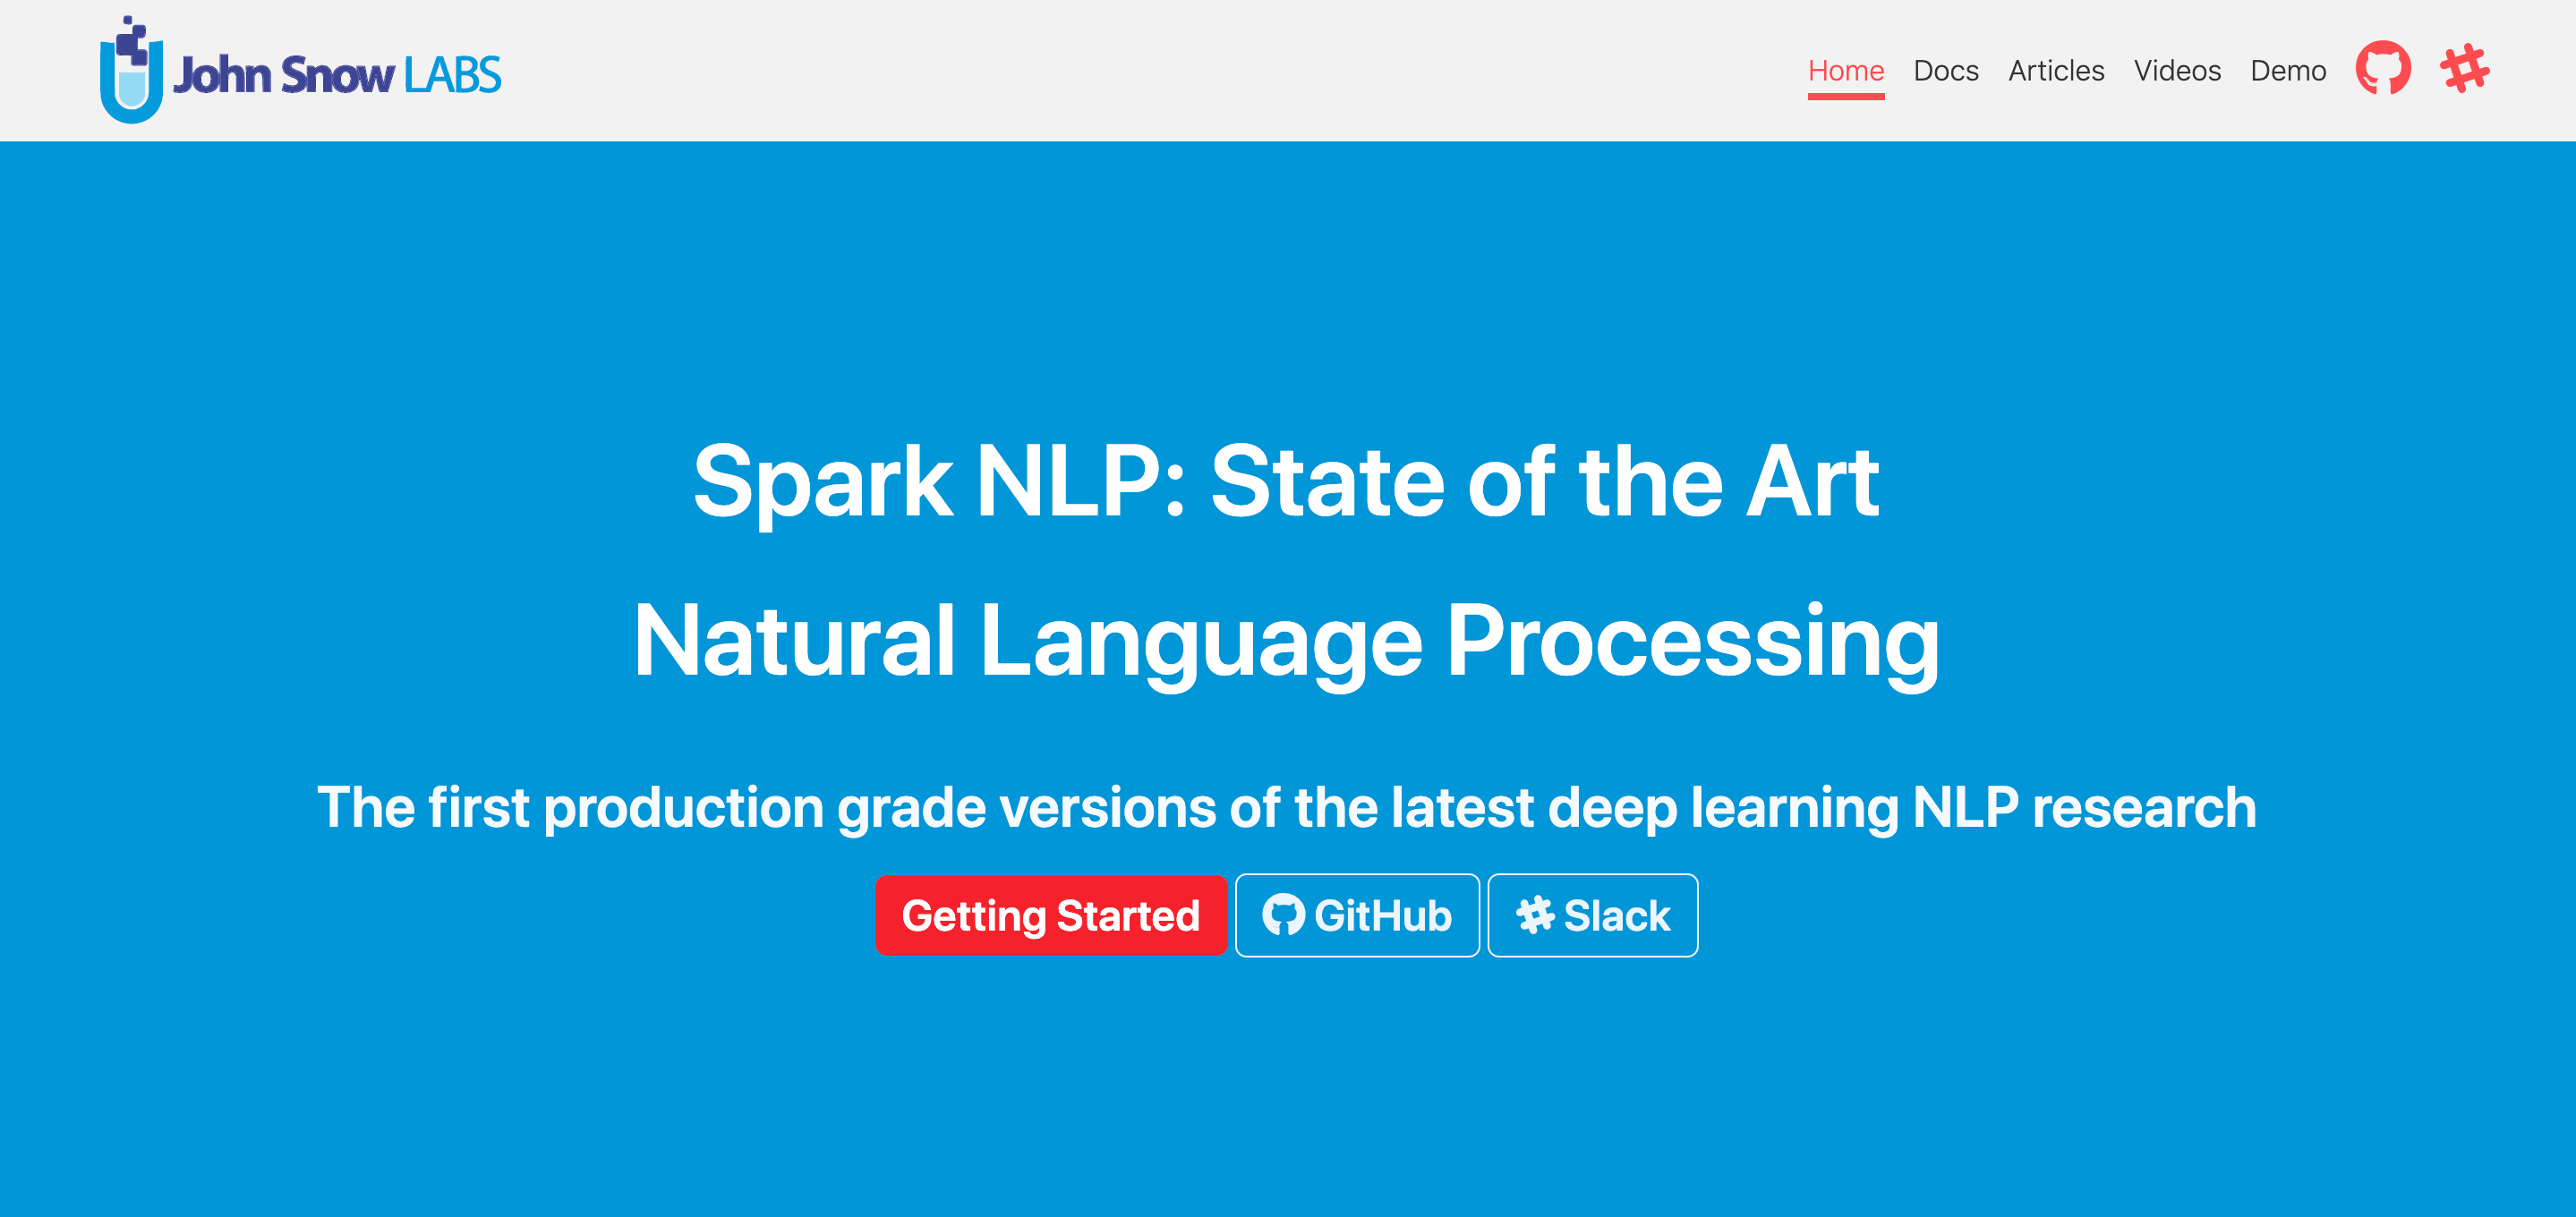 John Snow LABS
Home Docs Articles Videos Demo
Spark NLP: State of the Art
Natural Language Processing
The first production grade versions of the latest deep learning NLP research
Getting Started GitHub Slack